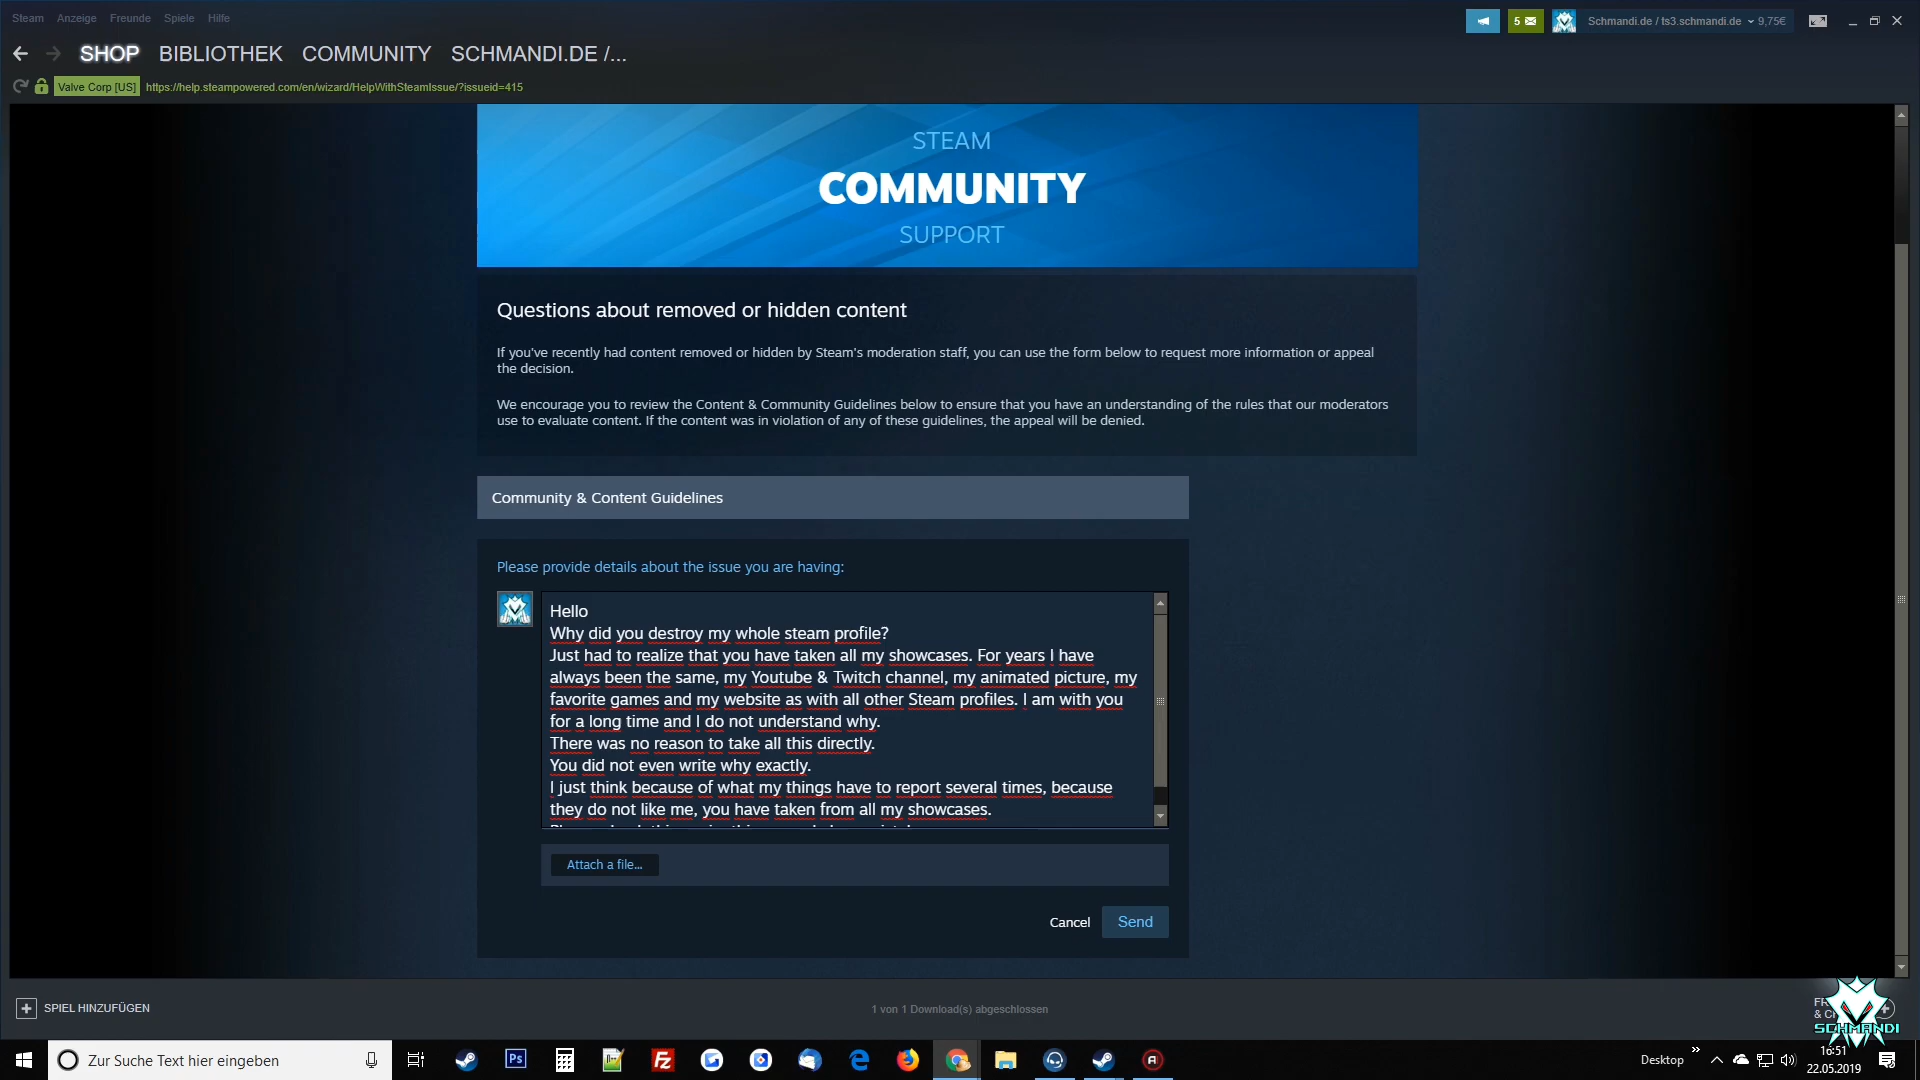 Steam Anzeige Freunde Spiele Hilfe
5
Schmandi.de / ts3.schmandi.de 9,75€
SHOP BIBLIOTHEK COMMUNITY SCHMANDI.DE /...
Valve Corp [US] https://help.steampowered.com/en/wizard/HelpWithSteamIssue/?issueid=415
STEAM
COMMUNITY
SUPPORT
Questions about removed or hidden content
If you've recently had content removed or hidden by Steam's moderation staff, you can use the form below to request more information or appeal
the decision.
We encourage you to review the Content & Community Guidelines below to ensure that you have an understanding of the rules that our moderators
use to evaluate content. If the content was in violation of any of these guidelines, the appeal will be denied.
Community & Content Guidelines
Please provide details about the issue you are having:
Hello
Why did you destroy my whole steam profile?
Just had to realize that you have taken all my showcases. For years I have
always been the same, my Youtube & Twitch channel, my animated picture, my
favorite games and my website as with all other Steam profiles. I am with you
for a long time and I do not understand why.
There was no reason to take all this directly.
You did not even write why exactly.
I just think because of what my things have to report several times, because
they do not like me, you have taken from all my showcases.
Attach a file...
Cancel Send
SPIEL HINZUFÜGEN
1 von 1 Download(s) abgeschlossen
FR
& C
SCHMANDI
Zur Suche Text hier eingeben
Ps
Fz
Desktop
16:51
22.05.2019